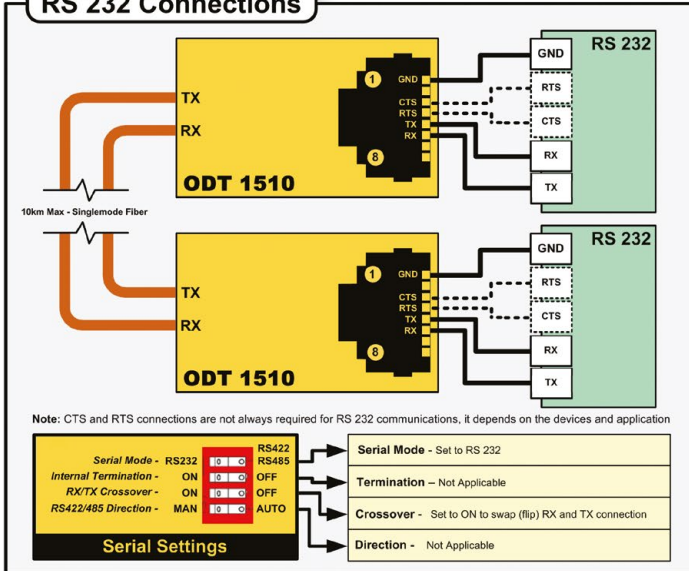 RS 232 Connections
TX
RX
ODT 1510
1
GND
CTS
RTS
TX
RX
8
RS 232
GND
RTS
CTS
RX
TX
10km Max - Singlemode Fiber
TX
RX
ODT 1510
1
GND
CTS
RTS
TX
RX
8
RS 232
GND
RTS
CTS
RX
TX
Note: CTS and RTS connections are not always required for RS 232 communications, it depends on the devices and application
RS422
Serial Mode - RS232 RS485
Internal Termination - ON OFF
RX/TX Crossover - ON OFF
RS422/485 Direction - MAN AUTO
Serial Settings
Serial Mode - Set to RS 232
Termination – Not Applicable
Crossover - Set to ON to swap (flip) RX and TX connection
Direction - Not Applicable